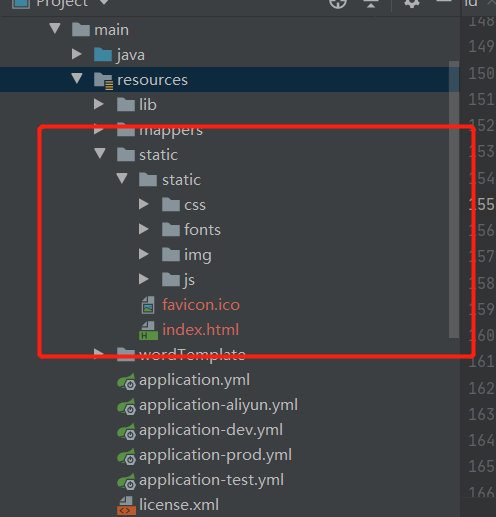 Project
main
java
resources
lib
mappers
static
static
css
fonts
img
js
favicon.ico
index.html
wordTemplate
application.yml
application-aliyun.yml
application-dev.yml
application-prod.yml
application-test.yml
license.xml
nd
148
149
150
151
152
153
154
155
156
157
158
159
160
161
162
163
164
165
166